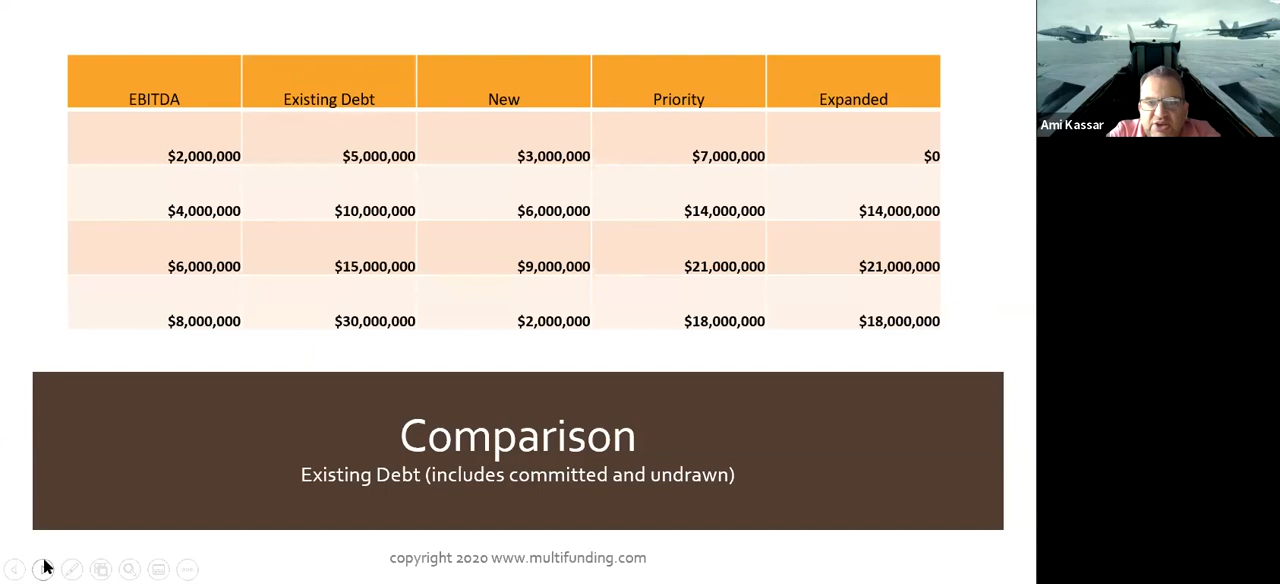 EBITDA Existing Debt New Priority Expanded
$2,000,000 $5,000,000 $3,000,000 $7,000,000 $0
$4,000,000 $10,000,000 $6,000,000 $14,000,000 $14,000,000
$6,000,000 $15,000,000 $9,000,000 $21,000,000 $21,000,000
$8,000,000 $30,000,000 $2,000,000 $18,000,000 $18,000,000
Comparison
Existing Debt (includes committed and undrawn)
copyright 2020 www.multifunding.com
Ami Kassar